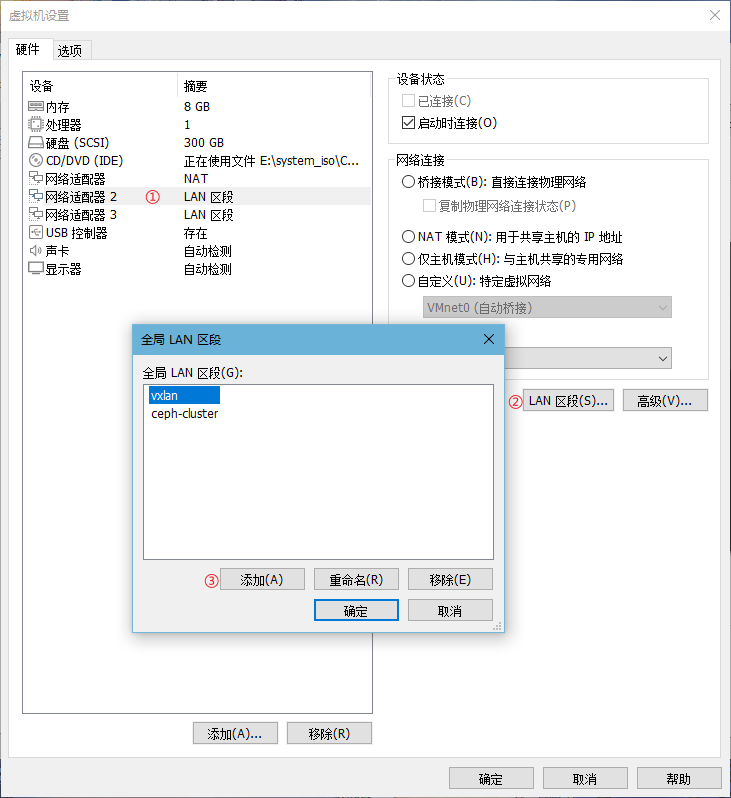 虚拟机设置
硬件 选项
设备 摘要
内存 8 GB
处理器 1
硬盘 (SCSI) 300 GB
CD/DVD (IDE) 正在使用文件 E:\system_iso\C...
网络适配器 NAT
网络适配器 2 ① LAN 区段
网络适配器 3 LAN 区段
USB 控制器 存在
声卡 自动检测
显示器 自动检测
添加(A)... 移除(R)
设备状态
已连接(C)
启动时连接(O)
网络连接
桥接模式(B): 直接连接物理网络
复制物理网络连接状态(P)
NAT 模式(N): 用于共享主机的 IP 地址
仅主机模式(H): 与主机共享的专用网络
自定义(U): 特定虚拟网络
VMnet0 (自动桥接)
② LAN 区段(S)... 高级(V)...
全局 LAN 区段
全局 LAN 区段(G):
vxlan
ceph-cluster
③ 添加(A) 重命名(R) 移除(E)
确定 取消
确定 取消 帮助